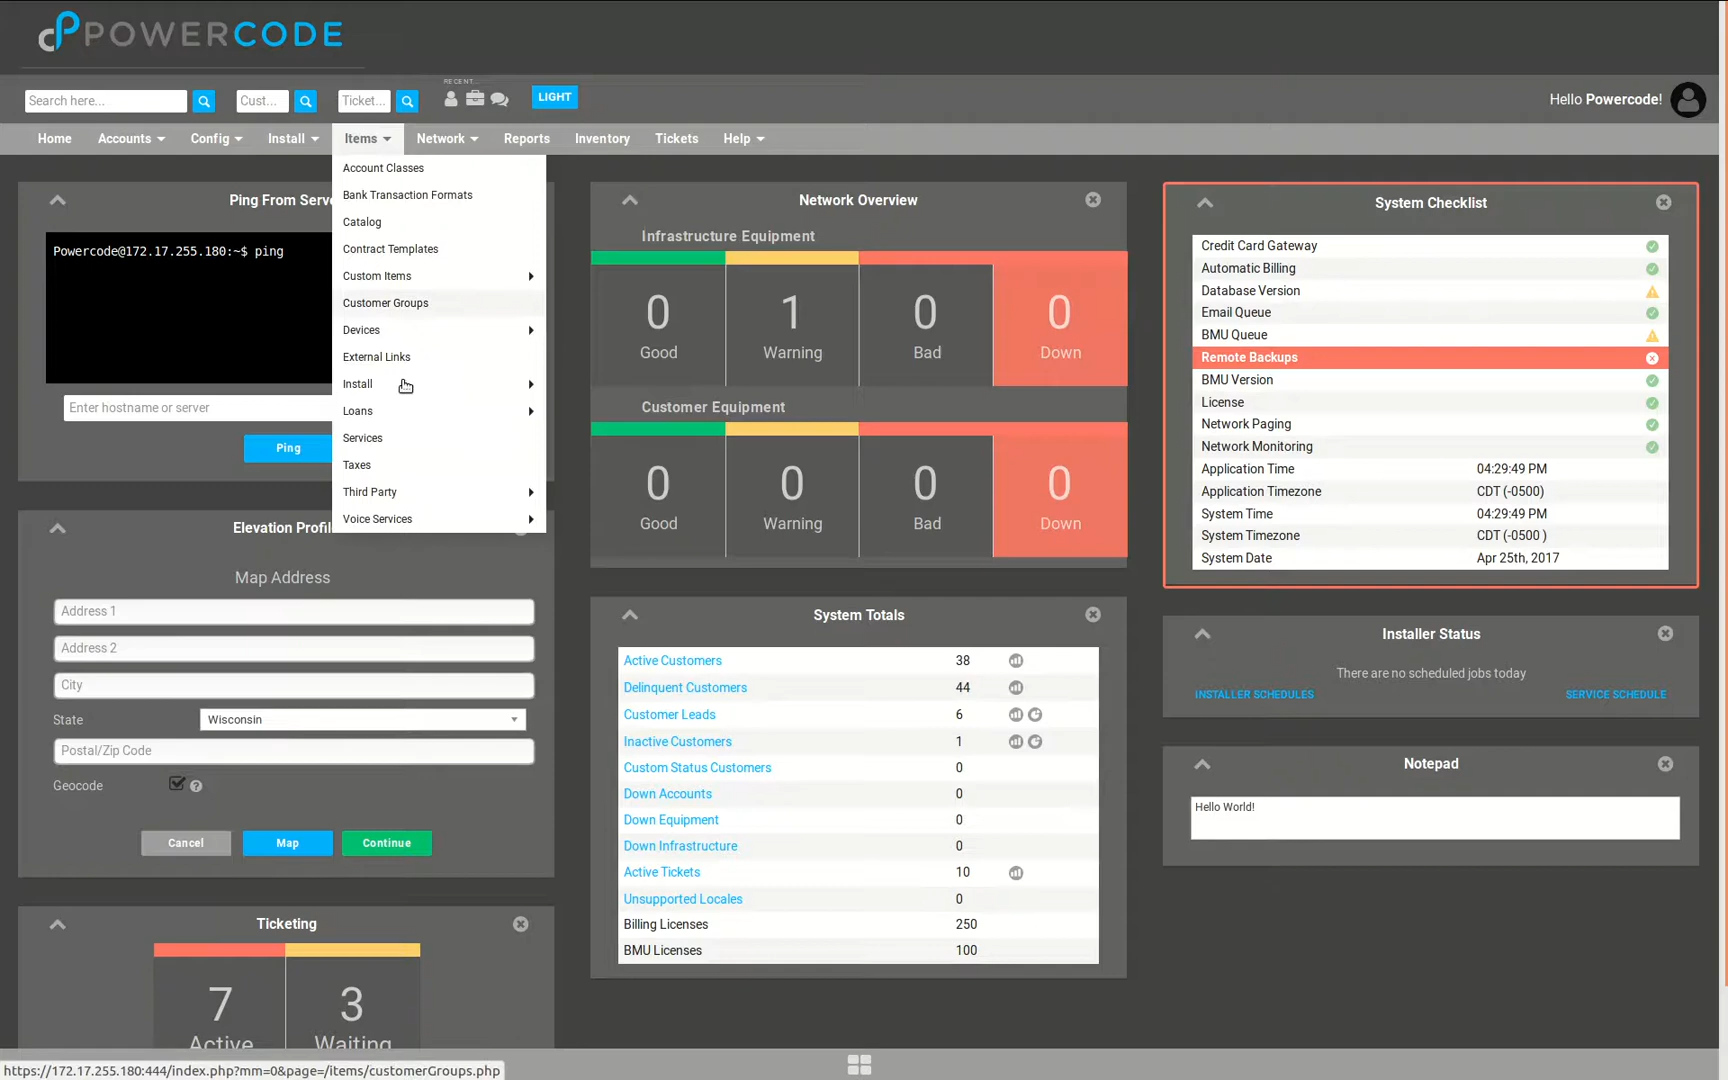 POWERCODE
RECENT...
Search here...
Cust...
Ticket...
LIGHT
Hello Powercode!
Home
Accounts
Config
Install
Items
Network
Reports
Inventory
Tickets
Help
Account Classes
Bank Transaction Formats
Catalog
Contract Templates
Custom Items
Customer Groups
Devices
External Links
Install
Loans
Services
Taxes
Third Party
Voice Services
Ping From Serve
Powercode@172.17.255.180:~$ ping
Enter hostname or server
Ping
Elevation Profil
Map Address
Address 1
Address 2
City
State
Wisconsin
Postal/Zip Code
Geocode
Cancel
Map
Continue
Ticketing
7
Active
3
Waiting
Network Overview
Infrastructure Equipment
0
Good
1
Warning
0
Bad
0
Down
Customer Equipment
0
Good
0
Warning
0
Bad
0
Down
System Totals
Active Customers 38
Delinquent Customers 44
Customer Leads 6
Inactive Customers 1
Custom Status Customers 0
Down Accounts 0
Down Equipment 0
Down Infrastructure 0
Active Tickets 10
Unsupported Locales 0
Billing Licenses 250
BMU Licenses 100
System Checklist
Credit Card Gateway
Automatic Billing
Database Version
Email Queue
BMU Queue
Remote Backups
BMU Version
License
Network Paging
Network Monitoring
Application Time 04:29:49 PM
Application Timezone CDT (-0500)
System Time 04:29:49 PM
System Timezone CDT (-0500 )
System Date Apr 25th, 2017
Installer Status
There are no scheduled jobs today
INSTALLER SCHEDULES
SERVICE SCHEDULE
Notepad
Hello World!
https://172.17.255.180:444/index.php?mm=0&page=/items/customerGroups.php